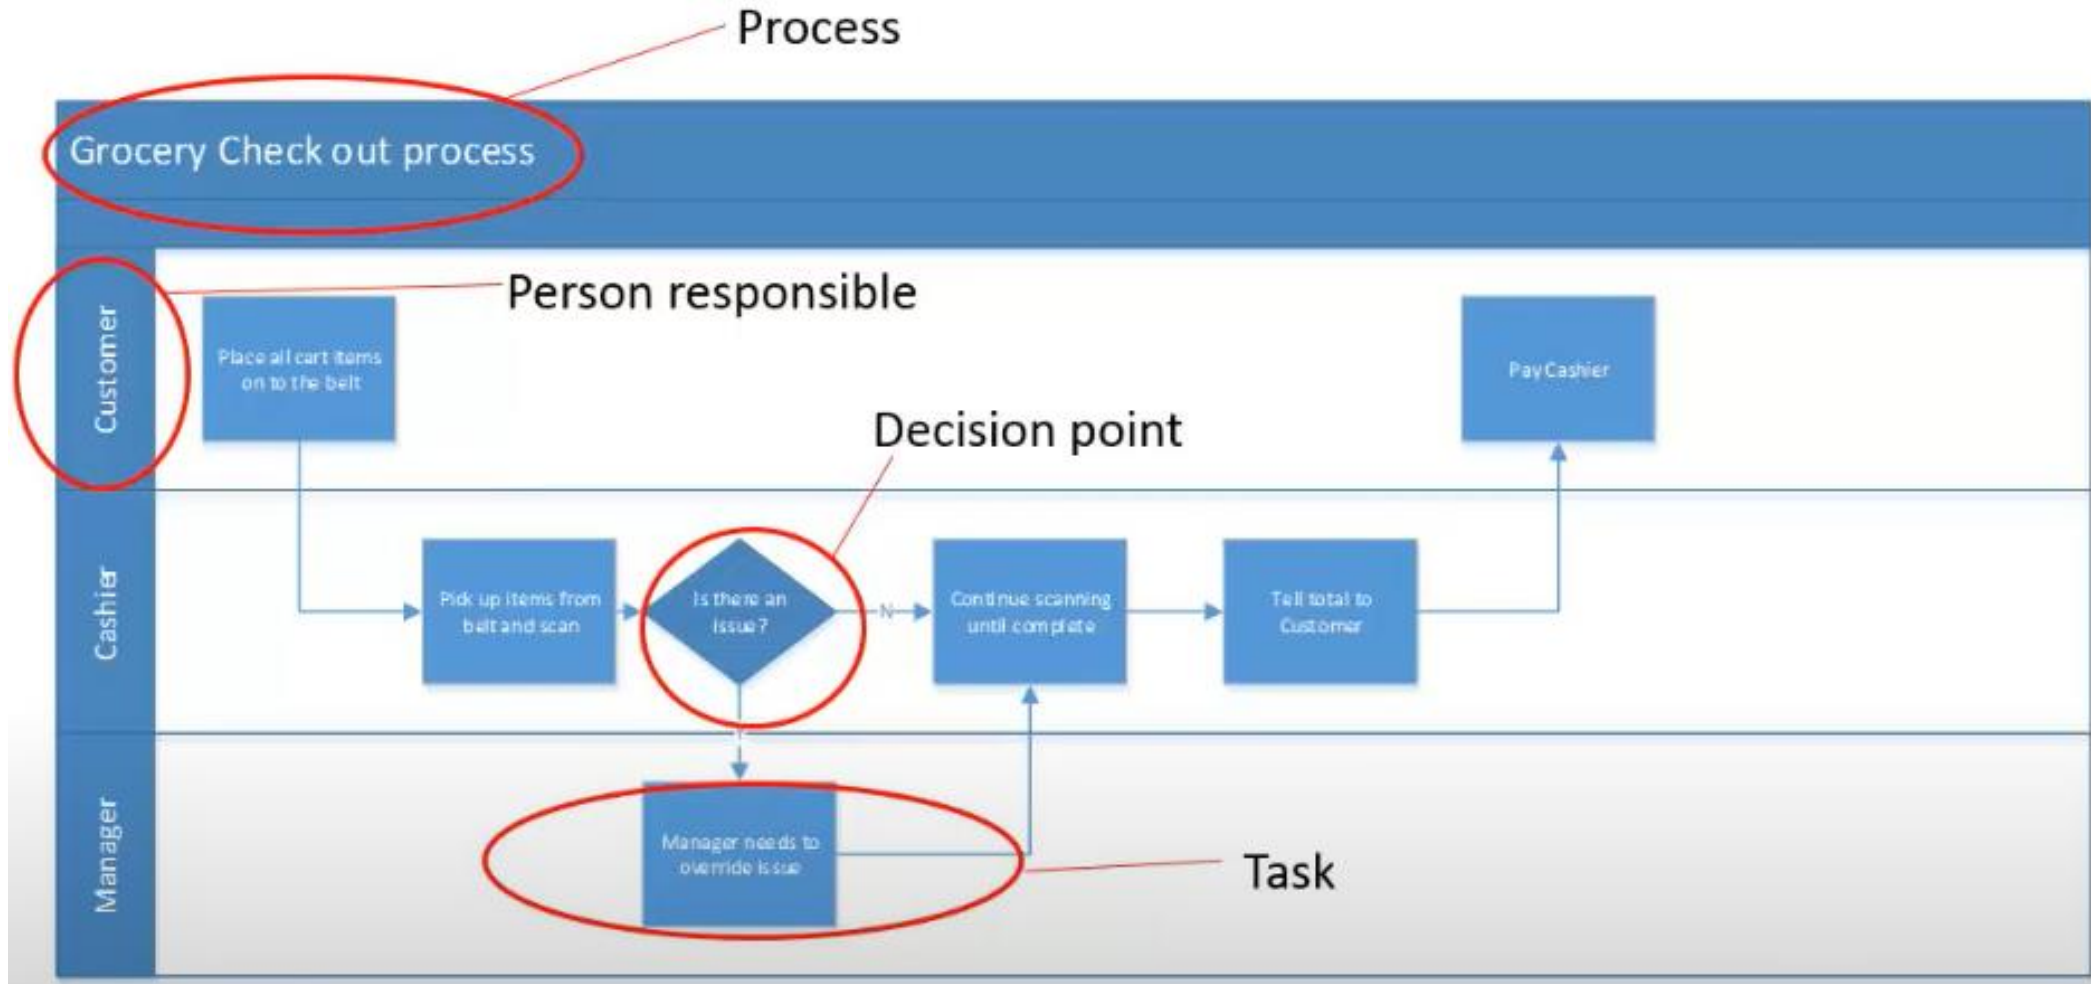 Process
Grocery Check out process
Customer
Person responsible
Place all cart items
on to the belt
Pay Cashier
Decision point
Cashier
Pick up items from
belt and scan
Is there an
issue?
N
Continue scanning
until complete
Tell total to
Customer
Y
Manager
Manager needs to
override issue
Task